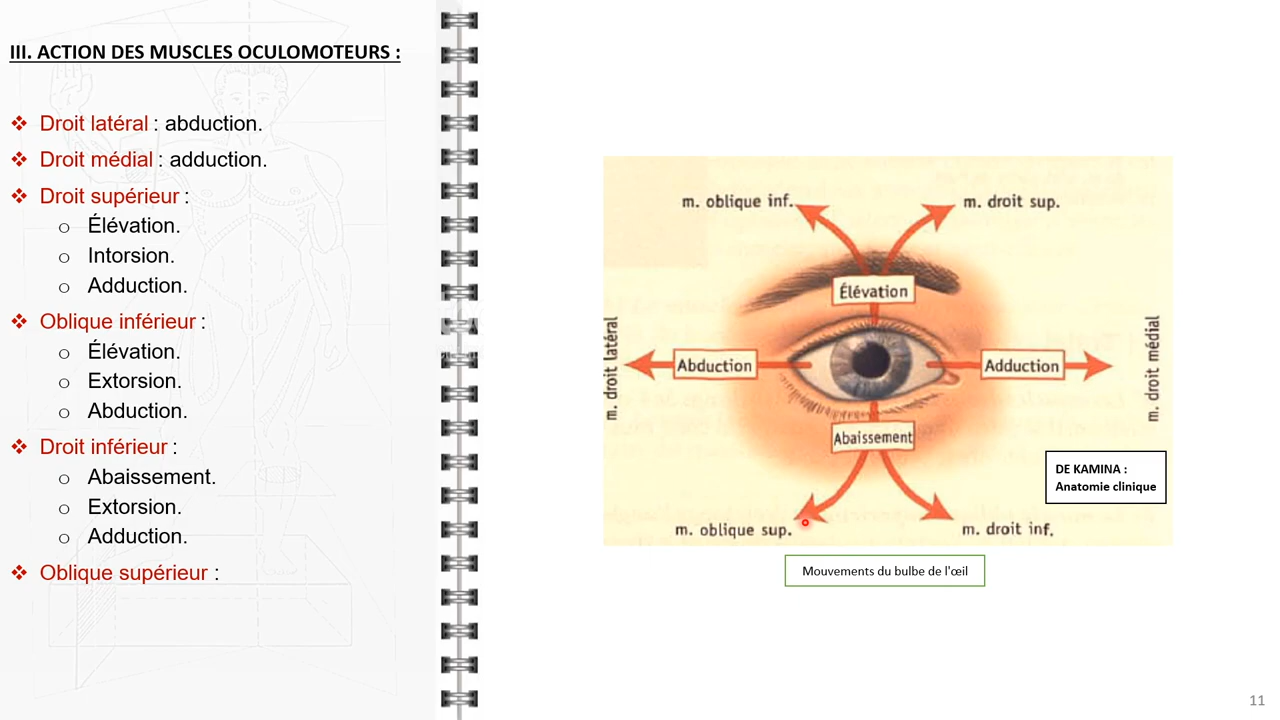 III. ACTION DES MUSCLES OCULOMOTEURS :
❖ Droit latéral : abduction.
❖ Droit médial : adduction.
❖ Droit supérieur :
o Élévation.
o Intorsion.
o Adduction.
❖ Oblique inférieur :
o Élévation.
o Extorsion.
o Abduction.
❖ Droit inférieur :
o Abaissement.
o Extorsion.
o Adduction.
❖ Oblique supérieur :
m. oblique inf.
m. droit sup.
Élévation
m. droit latéral
Abduction
Adduction
m. droit médial
Abaissement
m. oblique sup.
m. droit inf.
DE KAMINA :
Anatomie clinique
Mouvements du bulbe de l'œil
11